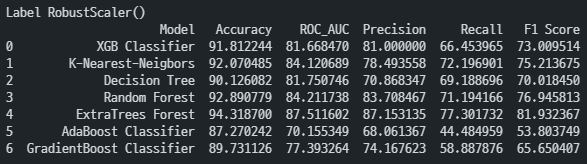 Label RobustScaler()
Model Accuracy ROC_AUC Precision Recall F1 Score
0 XGB Classifier 91.812244 81.668470 81.000000 66.453965 73.009514
1 K-Nearest-Neigbors 92.070485 84.120689 78.493558 72.196901 75.213675
2 Decision Tree 90.126082 81.750746 70.868347 69.188696 70.018450
3 Random Forest 92.890779 84.211738 83.708467 71.194166 76.945813
4 ExtraTrees Forest 94.318700 87.511602 87.153135 77.301732 81.932367
5 AdaBoost Classifier 87.270242 70.155349 68.061367 44.484959 53.803749
6 GradientBoost Classifier 89.731126 77.393264 74.167623 58.887876 65.650407